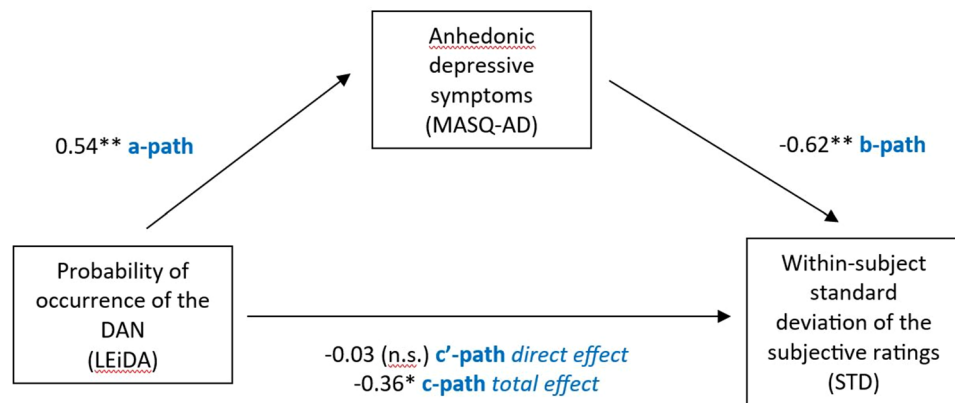 Anhedonic
depressive
symptoms
(MASQ-AD)
0.54** a-path
-0.62** b-path
Probability of
occurrence of the
DAN
(LEiDA)
-0.03 (n.s.) c'-path direct effect
-0.36* c-path total effect
Within-subject
standard
deviation of the
subjective ratings
(STD)